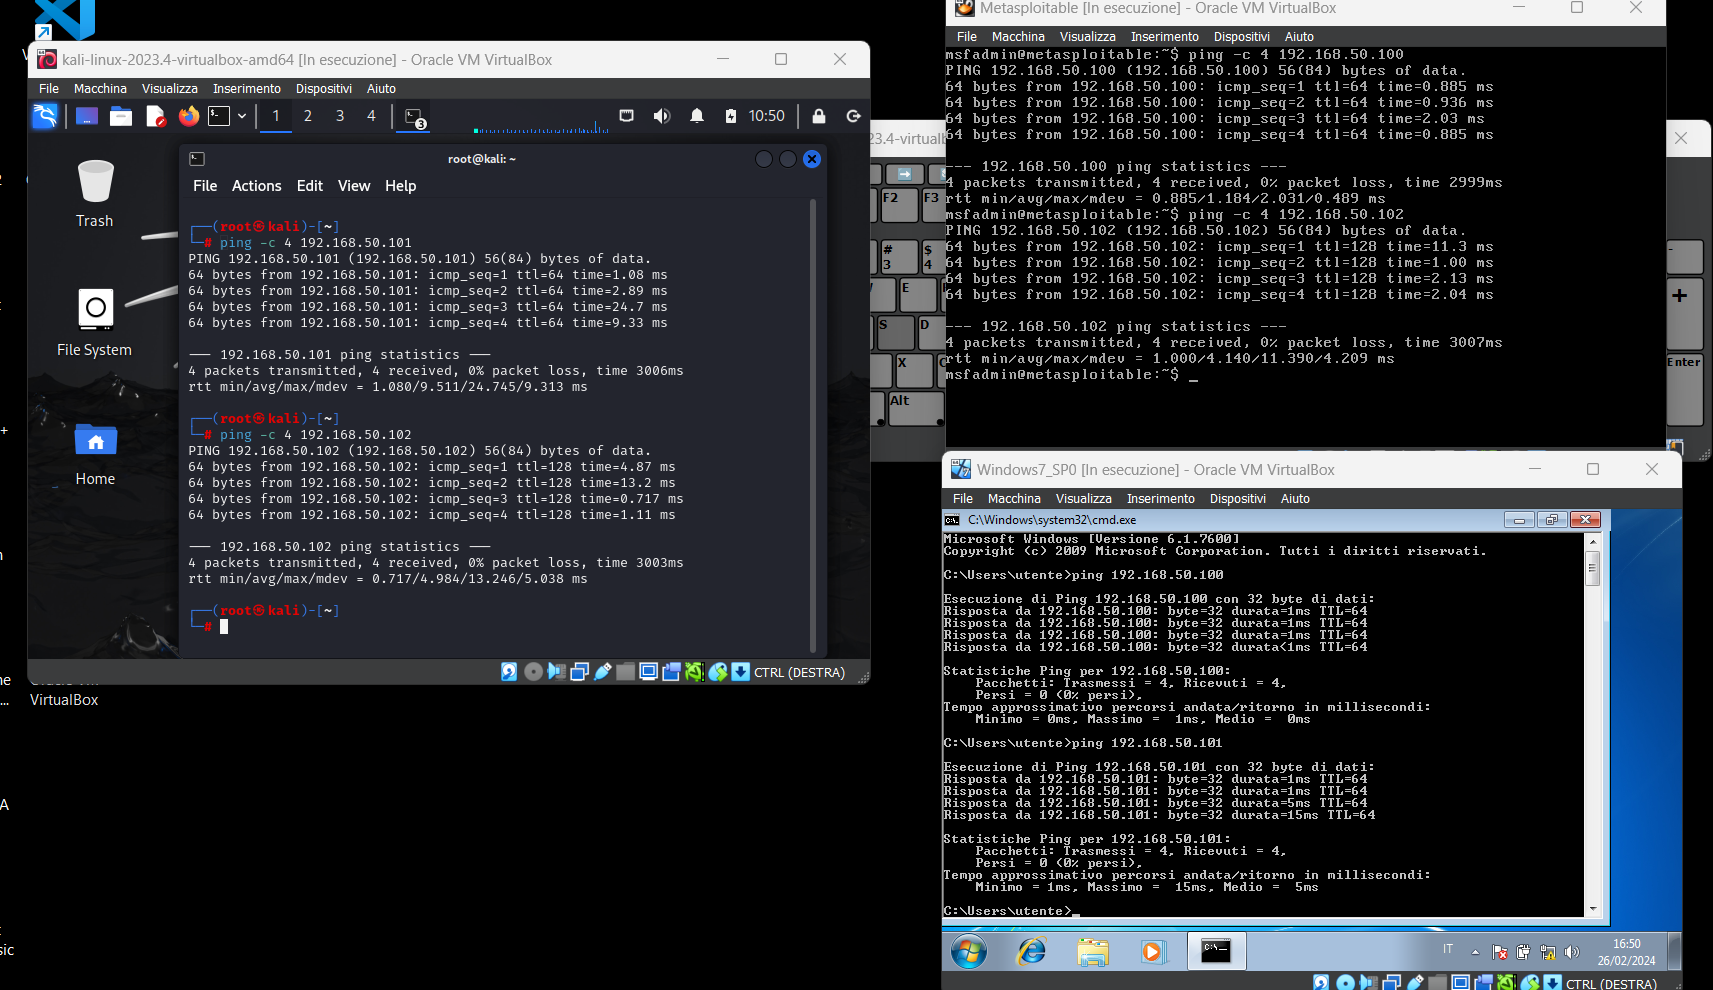 kali-linux-2023.4-virtualbox-amd64 [In esecuzione] - Oracle VM VirtualBox
File Macchina Visualizza Inserimento Dispositivi Aiuto
1 2 3 4
3
10:50
Trash
File System
Home
root@kali: ~
File Actions Edit View Help
┌──(root㉿kali)-[~]
└─# ping -c 4 192.168.50.101
PING 192.168.50.101 (192.168.50.101) 56(84) bytes of data.
64 bytes from 192.168.50.101: icmp_seq=1 ttl=64 time=1.08 ms
64 bytes from 192.168.50.101: icmp_seq=2 ttl=64 time=2.89 ms
64 bytes from 192.168.50.101: icmp_seq=3 ttl=64 time=24.7 ms
64 bytes from 192.168.50.101: icmp_seq=4 ttl=64 time=9.33 ms
--- 192.168.50.101 ping statistics ---
4 packets transmitted, 4 received, 0% packet loss, time 3006ms
rtt min/avg/max/mdev = 1.080/9.511/24.745/9.313 ms
┌──(root㉿kali)-[~]
└─# ping -c 4 192.168.50.102
PING 192.168.50.102 (192.168.50.102) 56(84) bytes of data.
64 bytes from 192.168.50.102: icmp_seq=1 ttl=128 time=4.87 ms
64 bytes from 192.168.50.102: icmp_seq=2 ttl=128 time=13.2 ms
64 bytes from 192.168.50.102: icmp_seq=3 ttl=128 time=0.717 ms
64 bytes from 192.168.50.102: icmp_seq=4 ttl=128 time=1.11 ms
--- 192.168.50.102 ping statistics ---
4 packets transmitted, 4 received, 0% packet loss, time 3003ms
rtt min/avg/max/mdev = 0.717/4.984/13.246/5.038 ms
┌──(root㉿kali)-[~]
└─#
CTRL (DESTRA)
VirtualBox
Metasploitable [In esecuzione] - Oracle VM VirtualBox
File Macchina Visualizza Inserimento Dispositivi Aiuto
msfadmin@metasploitable:~$ ping -c 4 192.168.50.100
PING 192.168.50.100 (192.168.50.100) 56(84) bytes of data.
64 bytes from 192.168.50.100: icmp_seq=1 ttl=64 time=0.885 ms
64 bytes from 192.168.50.100: icmp_seq=2 ttl=64 time=0.936 ms
64 bytes from 192.168.50.100: icmp_seq=3 ttl=64 time=2.03 ms
64 bytes from 192.168.50.100: icmp_seq=4 ttl=64 time=0.885 ms
--- 192.168.50.100 ping statistics ---
4 packets transmitted, 4 received, 0% packet loss, time 2999ms
rtt min/avg/max/mdev = 0.885/1.184/2.031/0.489 ms
msfadmin@metasploitable:~$ ping -c 4 192.168.50.102
PING 192.168.50.102 (192.168.50.102) 56(84) bytes of data.
64 bytes from 192.168.50.102: icmp_seq=1 ttl=128 time=11.3 ms
64 bytes from 192.168.50.102: icmp_seq=2 ttl=128 time=1.00 ms
64 bytes from 192.168.50.102: icmp_seq=3 ttl=128 time=2.13 ms
64 bytes from 192.168.50.102: icmp_seq=4 ttl=128 time=2.04 ms
--- 192.168.50.102 ping statistics ---
4 packets transmitted, 4 received, 0% packet loss, time 3007ms
rtt min/avg/max/mdev = 1.000/4.140/11.390/4.209 ms
msfadmin@metasploitable:~$ _
23.4-virtualb
F2 F3
# $
3 4
E
S D
X
Alt
-
+
Enter
Windows7_SP0 [In esecuzione] - Oracle VM VirtualBox
File Macchina Visualizza Inserimento Dispositivi Aiuto
C:\Windows\system32\cmd.exe
Microsoft Windows [Versione 6.1.7600]
Copyright (c) 2009 Microsoft Corporation. Tutti i diritti riservati.
C:\Users\utente>ping 192.168.50.100
Esecuzione di Ping 192.168.50.100 con 32 byte di dati:
Risposta da 192.168.50.100: byte=32 durata=1ms TTL=64
Risposta da 192.168.50.100: byte=32 durata=1ms TTL=64
Risposta da 192.168.50.100: byte=32 durata=1ms TTL=64
Risposta da 192.168.50.100: byte=32 durata<1ms TTL=64
Statistiche Ping per 192.168.50.100:
Pacchetti: Trasmessi = 4, Ricevuti = 4,
Persi = 0 (0% persi),
Tempo approssimativo percorsi andata/ritorno in millisecondi:
Minimo = 0ms, Massimo = 1ms, Medio = 0ms
C:\Users\utente>ping 192.168.50.101
Esecuzione di Ping 192.168.50.101 con 32 byte di dati:
Risposta da 192.168.50.101: byte=32 durata=1ms TTL=64
Risposta da 192.168.50.101: byte=32 durata=1ms TTL=64
Risposta da 192.168.50.101: byte=32 durata=5ms TTL=64
Risposta da 192.168.50.101: byte=32 durata=15ms TTL=64
Statistiche Ping per 192.168.50.101:
Pacchetti: Trasmessi = 4, Ricevuti = 4,
Persi = 0 (0% persi),
Tempo approssimativo percorsi andata/ritorno in millisecondi:
Minimo = 1ms, Massimo = 15ms, Medio = 5ms
C:\Users\utente>_
IT
16:50
26/02/2024
CTRL (DESTRA)